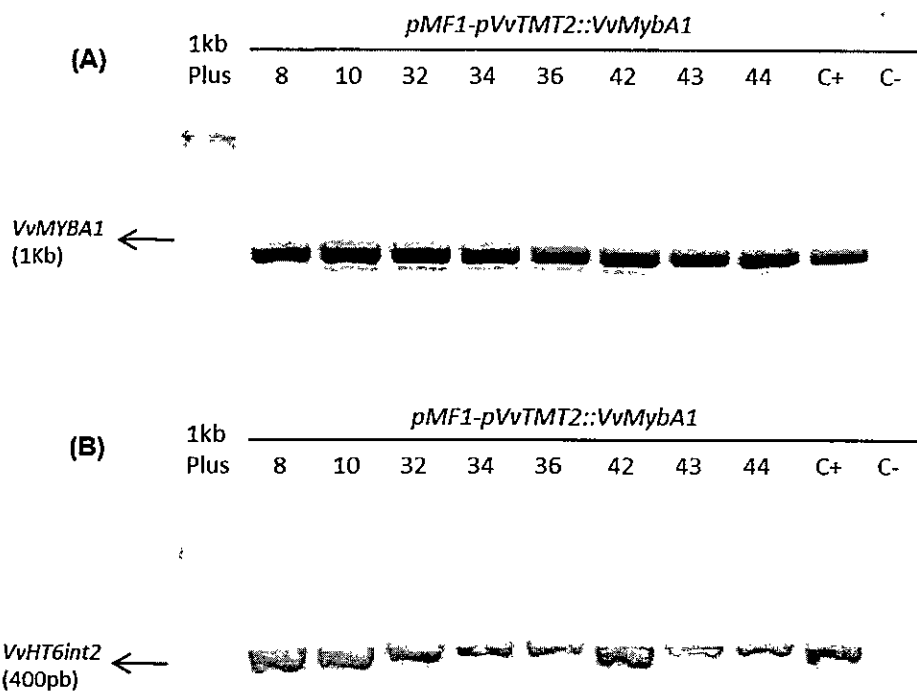 pMF1-pVvTMT2::VvMybA1
(A)
1kb
Plus 8 10 32 34 36 42 43 44 C+ C-
VvMYBA1
(1Kb)
pMF1-pVvTMT2::VvMybA1
(B)
1kb
Plus 8 10 32 34 36 42 43 44 C+ C-
VvHT6int2
(400pb)